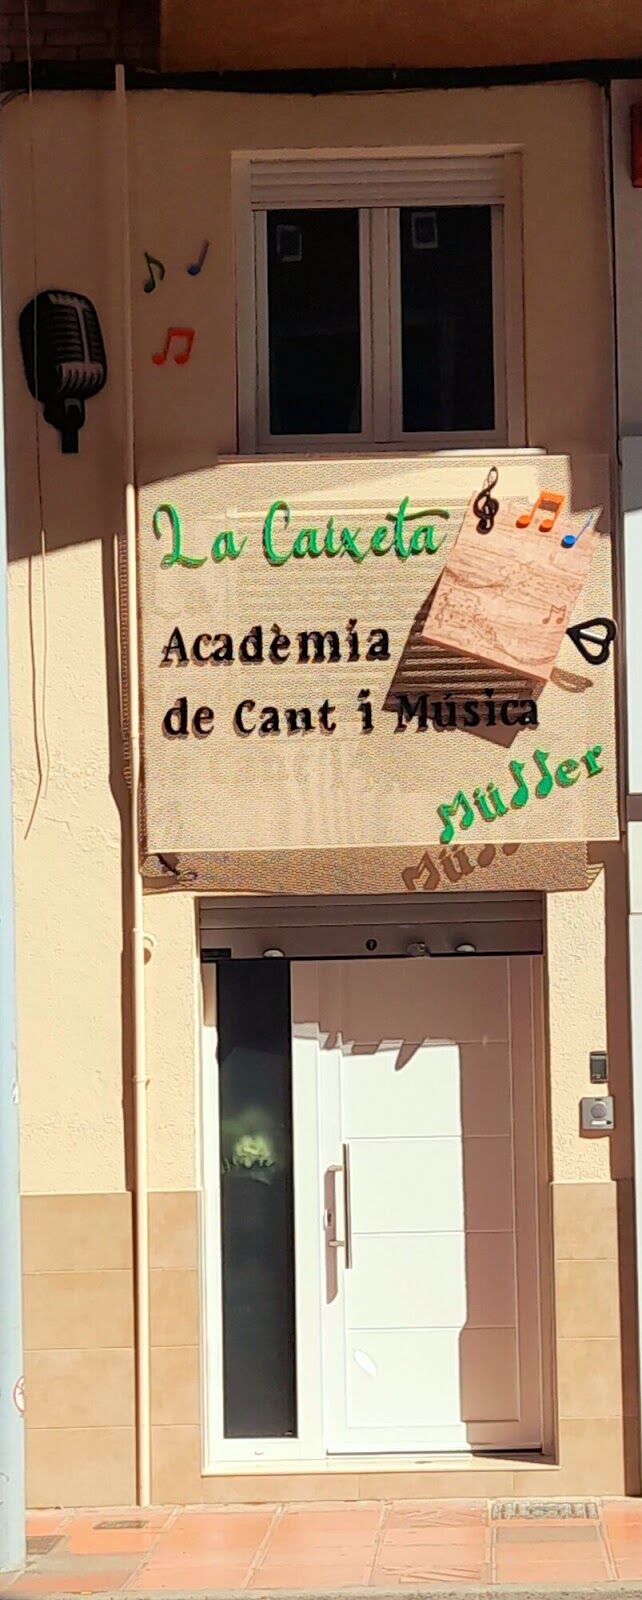 La Caixeta
Acadèmia
de Cant i Música
Müller